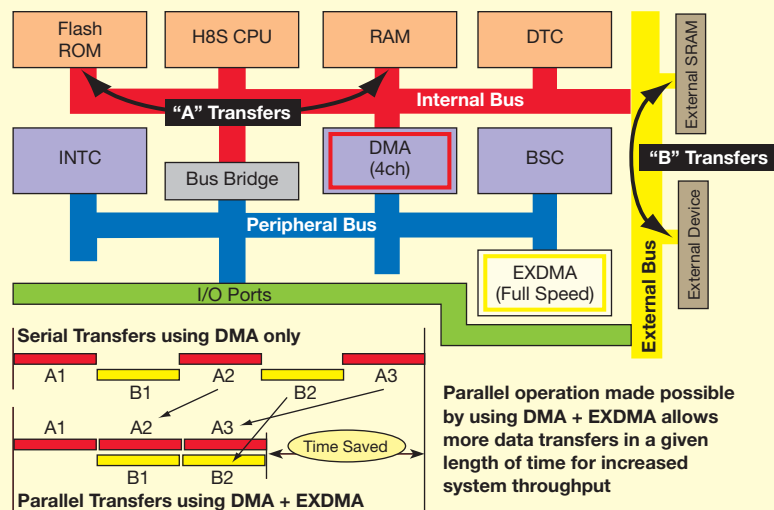 Flash
ROM
H8S CPU
RAM
DTC
External SRAM
Internal Bus
"A" Transfers
"B" Transfers
INTC
Bus Bridge
DMA
(4ch)
BSC
Peripheral Bus
External Device
EXDMA
(Full Speed)
External Bus
I/O Ports
Serial Transfers using DMA only
A1
A2
A3
B1
B2
A1
A2
A3
Time Saved
B1
B2
Parallel Transfers using DMA + EXDMA
Parallel operation made possible
by using DMA + EXDMA allows
more data transfers in a given
length of time for increased
system throughput